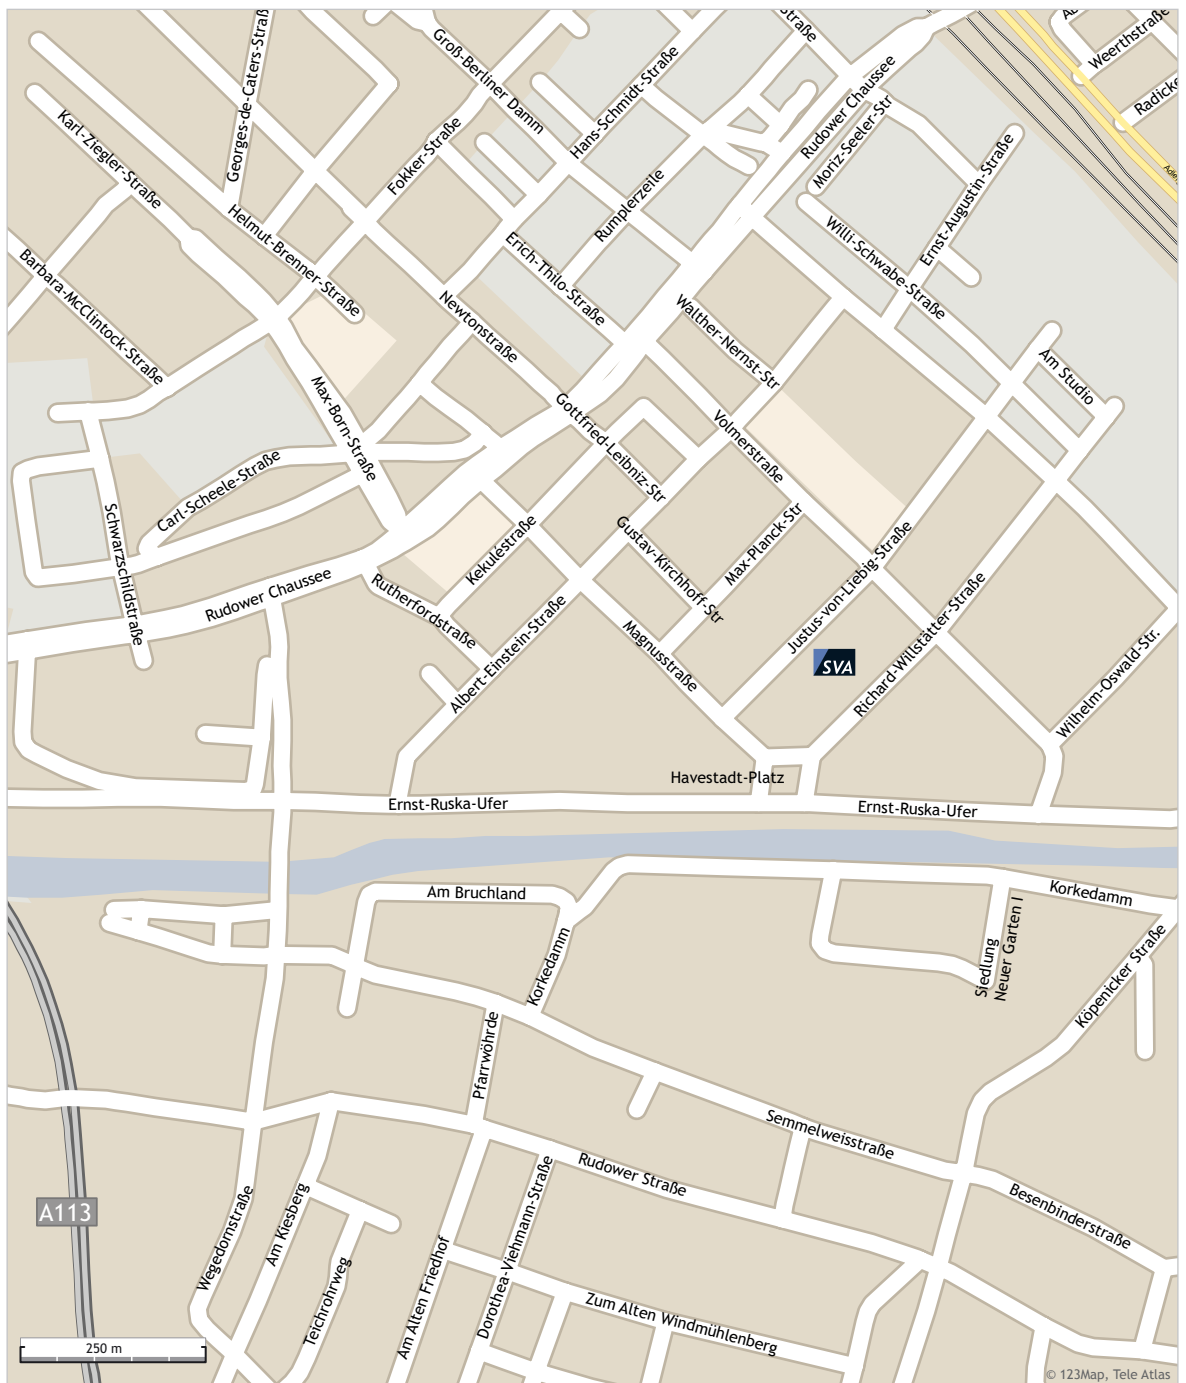 Georges-de-Caters-Straß
Groß-Berliner Damm
Hans-Schmidt-Straße
Straße
Rudower Chaussee
Weerthstraße
Radicke
Adle
Karl-Ziegler-Straße
Fokker-Straße
Moriz-Seeler-Str
Ernst-Augustin-Straße
Helmut-Brenner-Straße
Rumplerzeile
Willi-Schwabe-Straße
Barbara-McClintock-Straße
Erich-Thilo-Straße
Newtonstraße
Walther-Nernst-Str
Am Studio
Max-Born-Straße
Gottfried-Leibniz-Str
Volmerstraße
Carl-Scheele-Straße
Schwarzschildstraße
Kekuléstraße
Gustav-Kirchhoff-Str
Max-Planck-Str
Justus-von-Liebig-Straße
Rudower Chaussee
Rutherfordstraße
Albert-Einstein-Straße
Magnusstraße
SVA
Richard-Willstätter-Straße
Wilhelm-Oswald-Str.
Havestadt-Platz
Ernst-Ruska-Ufer
Ernst-Ruska-Ufer
Am Bruchland
Korkedamm
Korkedamm
Siedlung
Neuer Garten I
Köpenicker Straße
Pfarrwöhrde
Semmelweisstraße
Rudower Straße
Besenbinderstraße
A113
Wegedornstraße
Am Kiesberg
Teichrohrweg
Am Alten Friedhof
Dorothea-Viehmann-Straße
Zum Alten Windmühlenberg
250 m
© 123Map, Tele Atlas